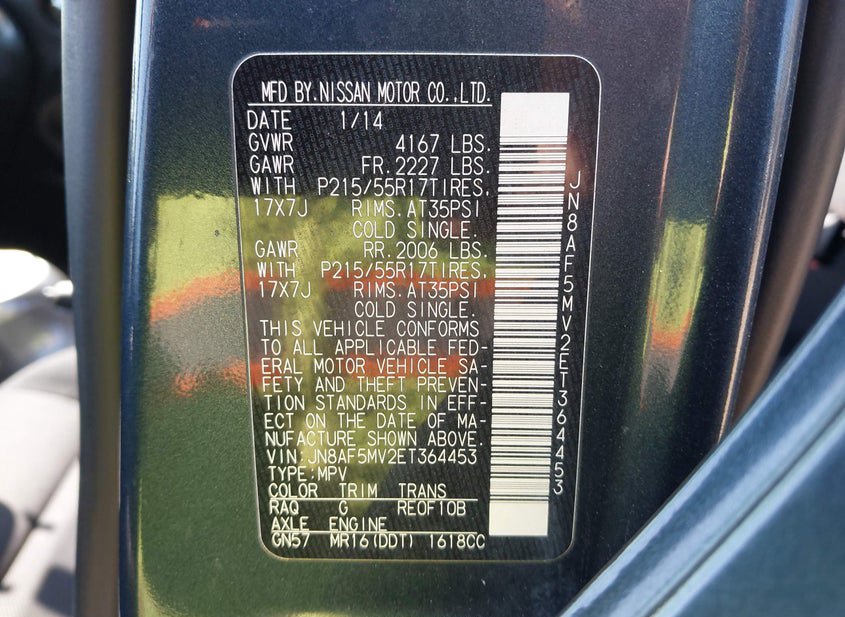 MFD BY.NISSAN MOTOR CO.,LTD.
DATE 1/14
GVWR 4167 LBS.
GAWR FR.2227 LBS.
WITH P215/55R17TIRES.
17X7J RIMS.AT35PSI
COLD SINGLE.
GAWR RR.2006 LBS.
WITH P215/55R17TIRES.
17X7J RIMS.AT35PSI
COLD SINGLE.
THIS VEHICLE CONFORMS
TO ALL APPLICABLE FED-
ERAL MOTOR VEHICLE SA-
FETY AND THEFT PREVEN-
TION STANDARDS IN EFF-
ECT ON THE DATE OF MA-
NUFACTURE SHOWN ABOVE.
VIN:JN8AF5MV2ET364453
TYPE:MPV
COLOR TRIM TRANS
RAQ G RE0F10B
AXLE ENGINE
GN57 MR16(DDT) 1618CC
JN8AF5MV2ET364453